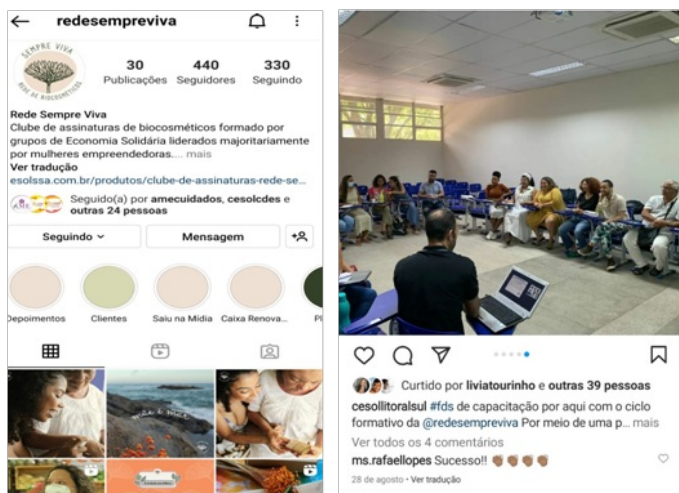 redesempreviva
SEMPRE VIVA
REDE DE BIOCOSMÉTICOS
30 440 330
Publicações Seguidores Seguindo
Rede Sempre Viva
Clube de assinaturas de biocosméticos formado por
grupos de Economia Solidária liderados majoritariamente
por mulheres empreendedoras.... mais
Ver tradução
esolssa.com.br/produtos/clube-de-assinaturas-rede-se...
Seguido(a) por amecuidados, cesolcdes e
outras 24 pessoas
Seguindo Mensagem
Depoimentos Clientes Saiu na Mídia Caixa Renova...
mãe é mãe
Curtido por liviatourinho e outras 39 pessoas
cesollitoralsul #fds de capacitação por aqui com o ciclo
formativo da @redesempreviva Por meio de uma p... mais
Ver todos os 4 comentários
ms.rafaellopes Sucesso!! 👏🏽👏🏽👏🏽👏🏽
28 de agosto • Ver tradução